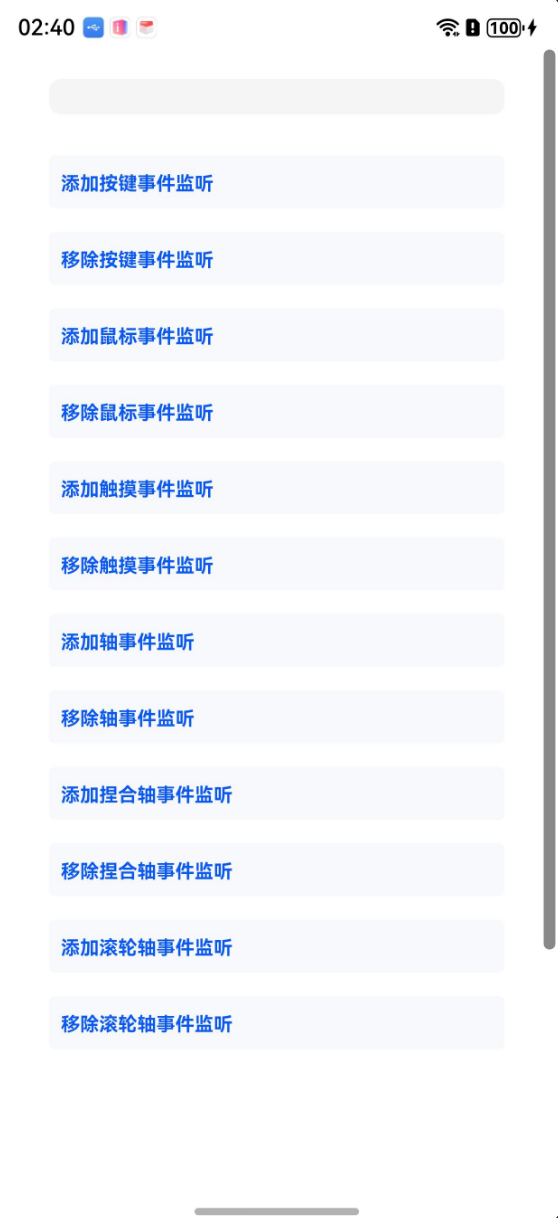 02:40
100
添加按键事件监听
移除按键事件监听
添加鼠标事件监听
移除鼠标事件监听
添加触摸事件监听
移除触摸事件监听
添加轴事件监听
移除轴事件监听
添加捏合轴事件监听
移除捏合轴事件监听
添加滚轮轴事件监听
移除滚轮轴事件监听